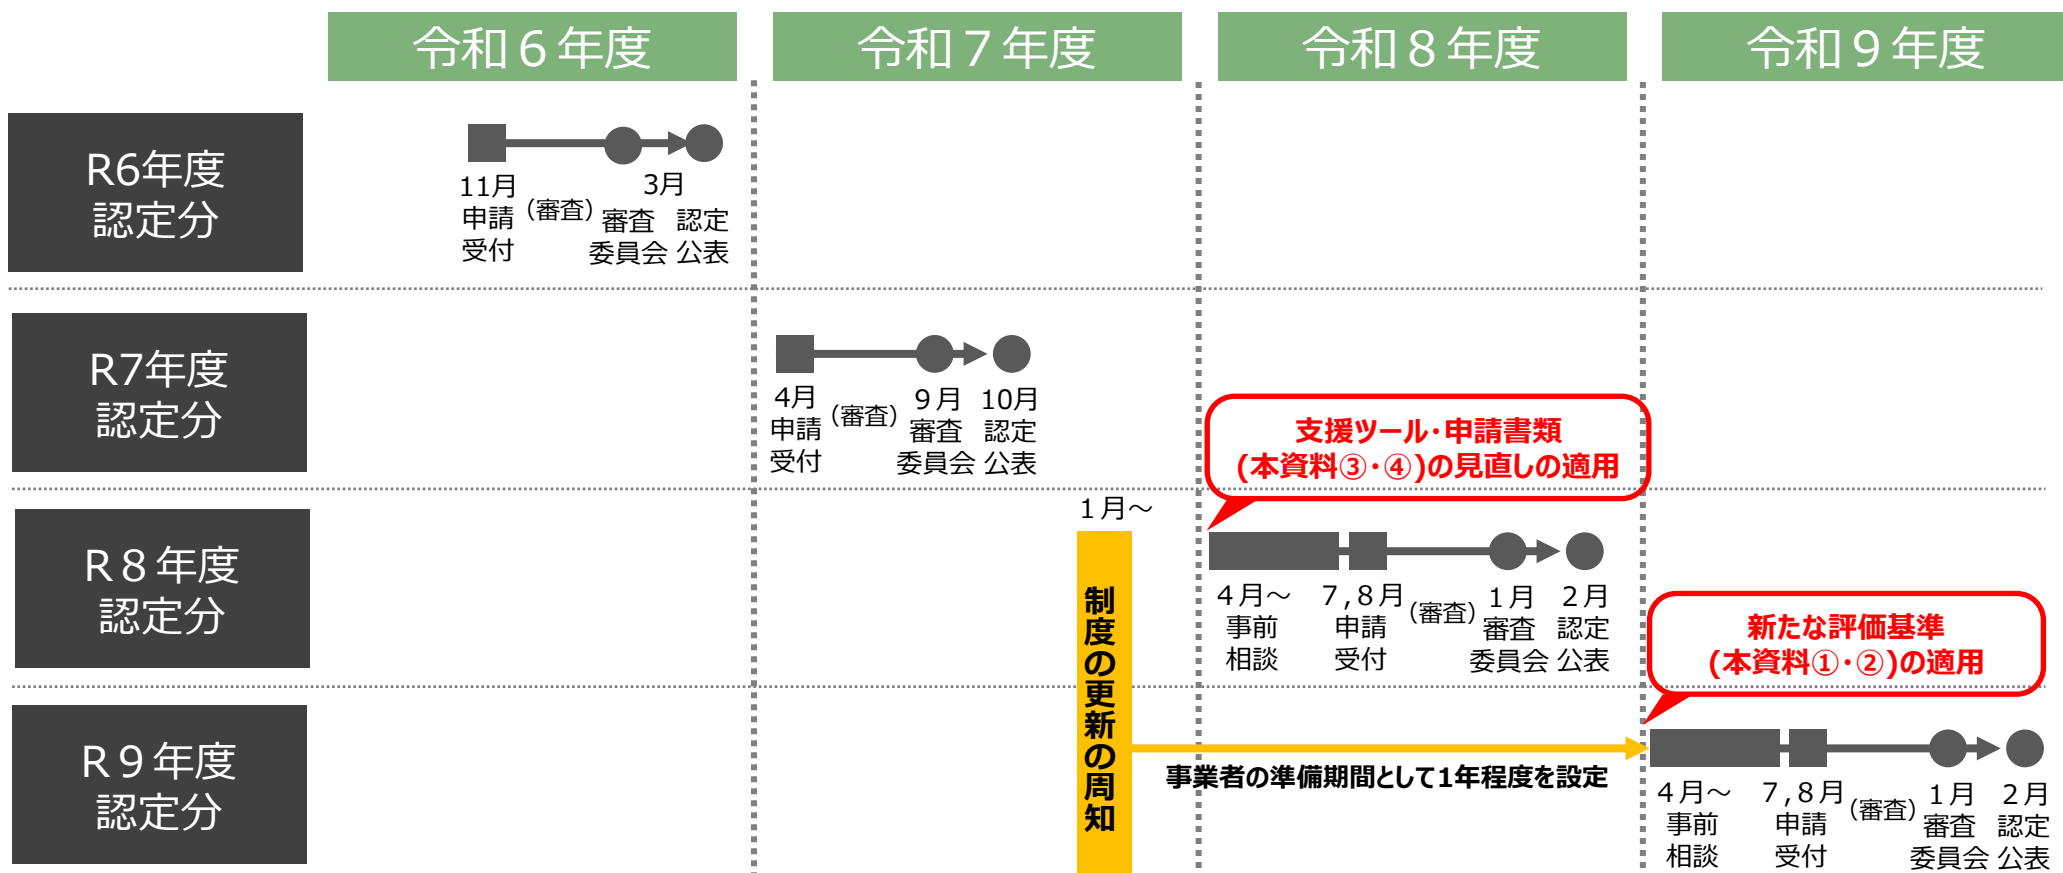 令和６年度
令和７年度
令和８年度
令和９年度
R6年度
認定分
11月
申請
受付
（審査）
3月
審査
委員会
認定
公表
R7年度
認定分
4月
申請
受付
（審査）
９月
審査
委員会
10月
認定
公表
支援ツール・申請書類
(本資料③・④)の見直しの適用
R８年度
認定分
１月～
制度の更新の周知
４月～
事前
相談
７,８月
申請
受付
（審査）
１月
審査
委員会
２月
認定
公表
新たな評価基準
(本資料①・②)の適用
R９年度
認定分
事業者の準備期間として1年程度を設定
４月～
事前
相談
７,８月
申請
受付
（審査）
１月
審査
委員会
２月
認定
公表